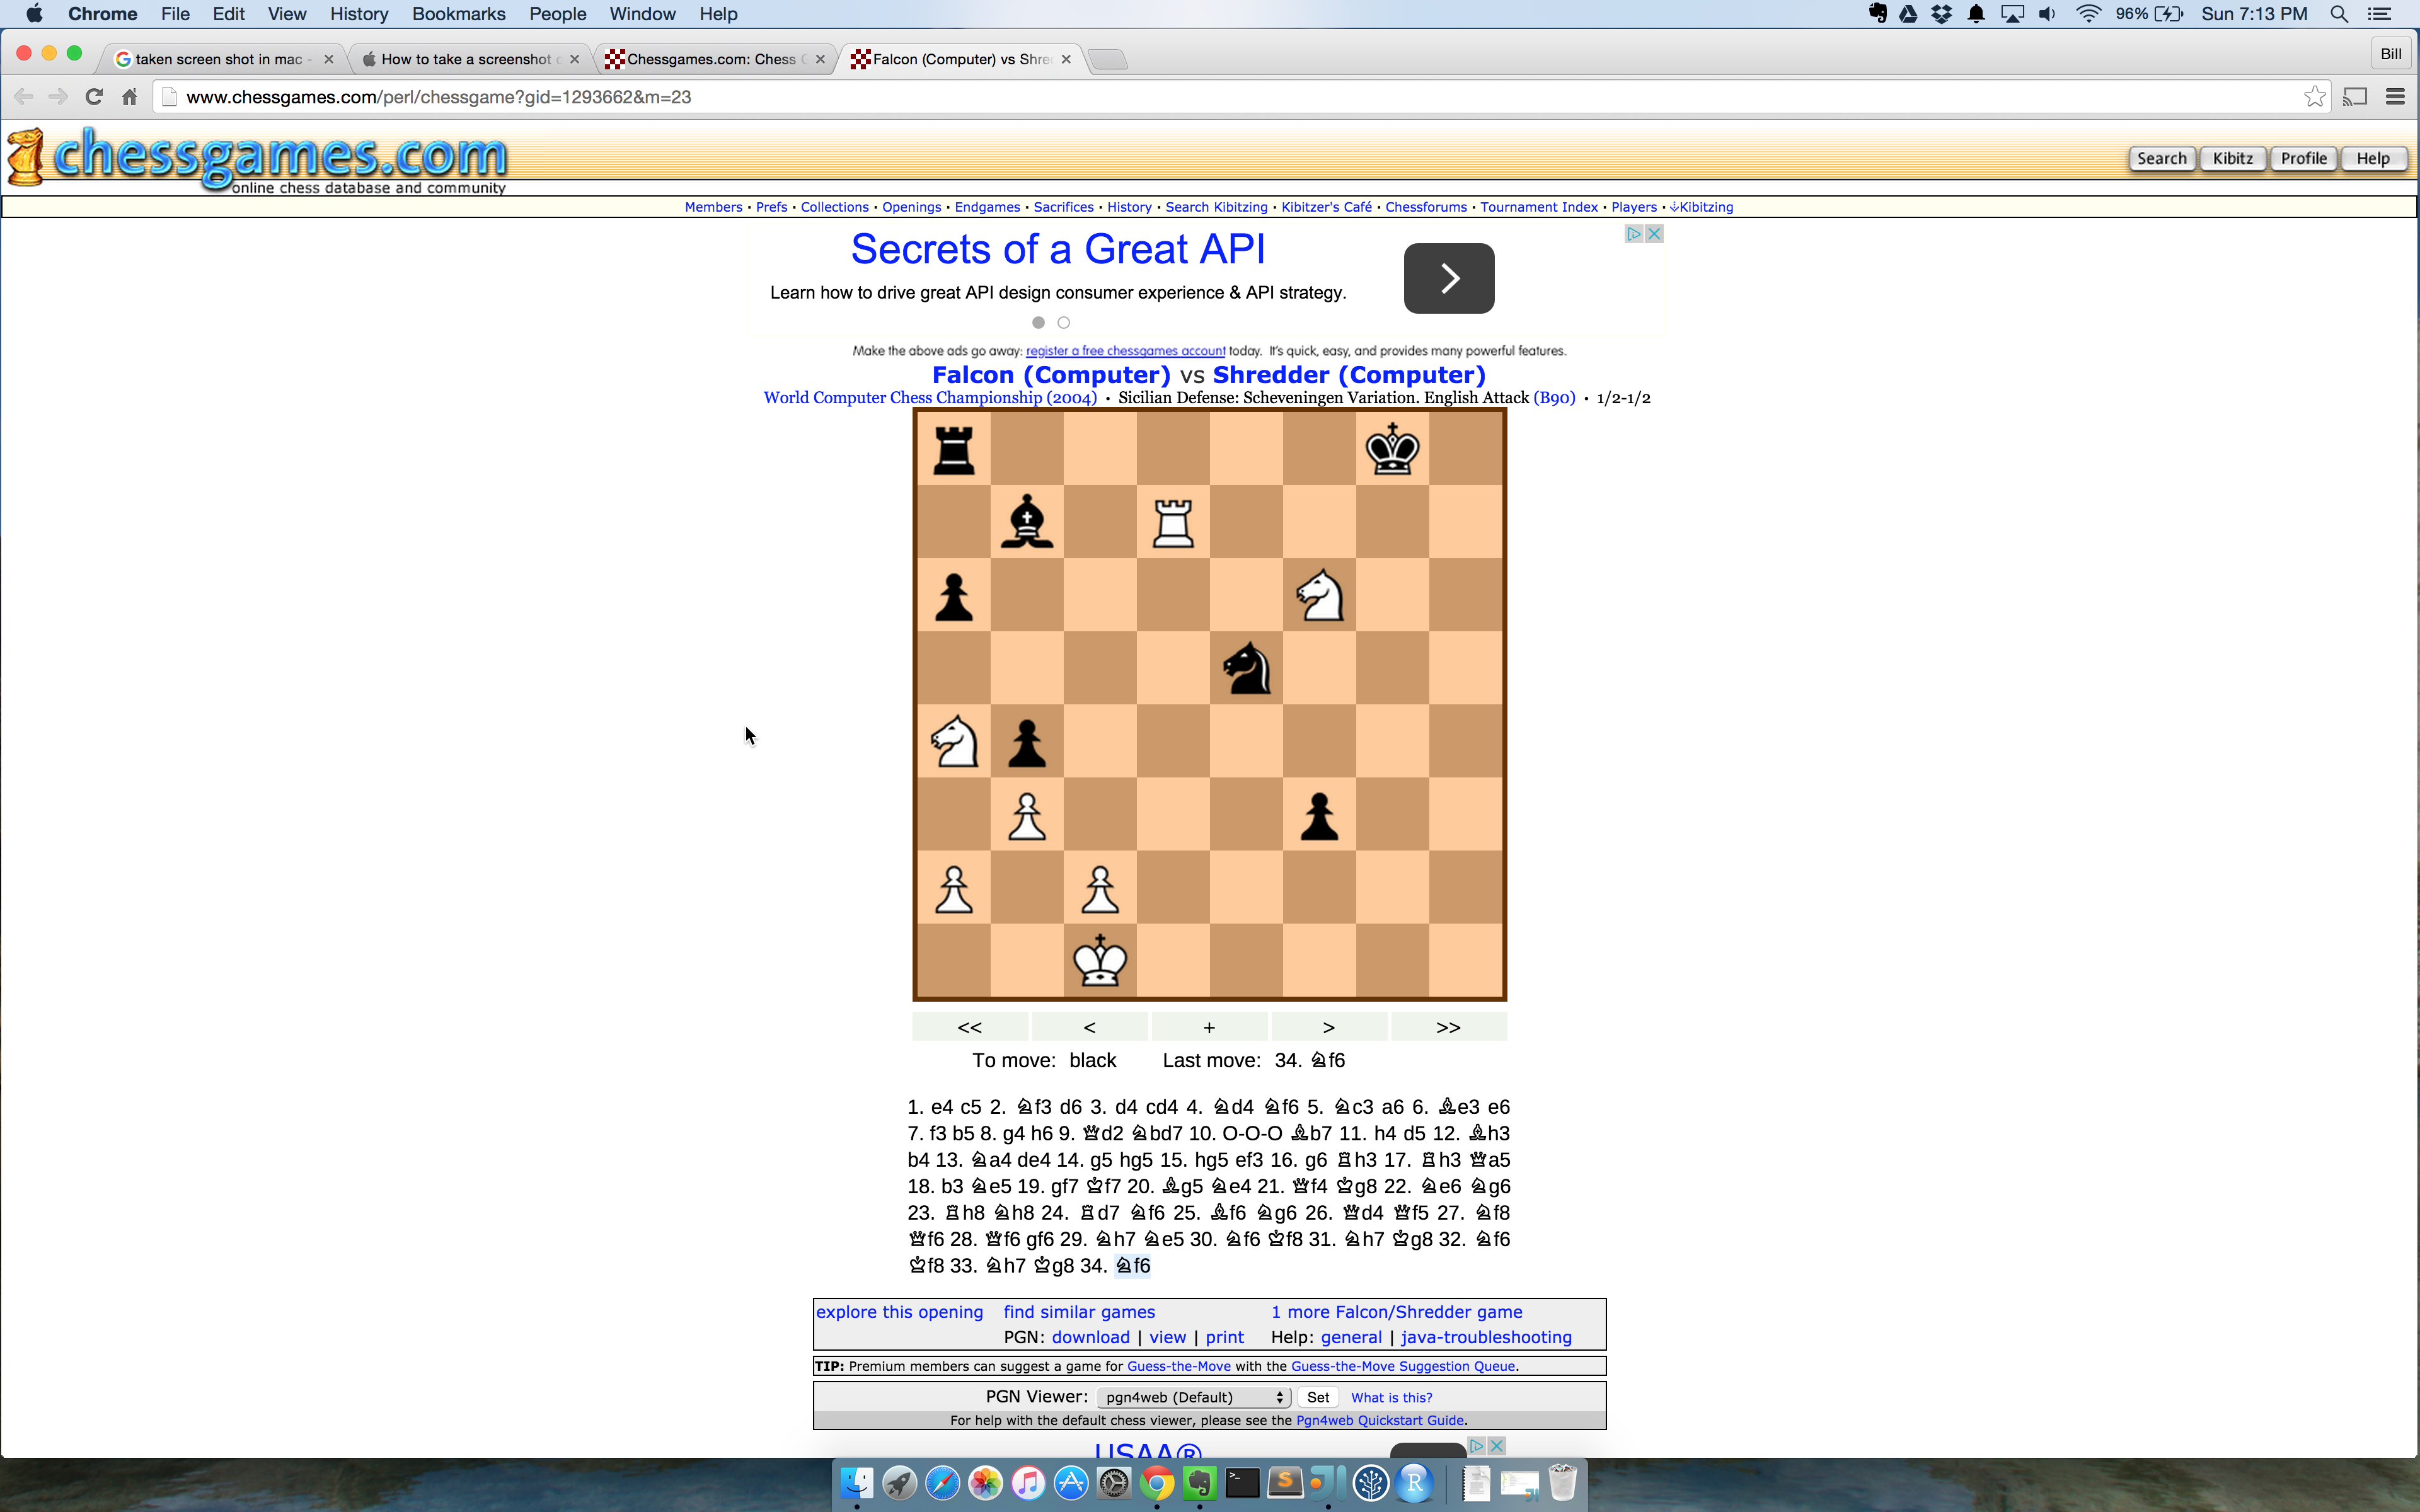 Chrome File Edit View History Bookmarks People Window Help 96% Sun 7:13 PM
taken screen shot in mac - How to take a screenshot Chessgames.com: Chess Falcon (Computer) vs Shre Bill
www.chessgames.com/perl/chessgame?gid=1293662&m=23
chessgames.com
online chess database and community
Search Kibitz Profile Help
Members • Prefs • Collections • Openings • Endgames • Sacrifices • History • Search Kibitzing • Kibitzer's Café • Chessforums • Tournament Index • Players • Kibitzing
Secrets of a Great API
Learn how to drive great API design consumer experience & API strategy.
Make the above ads go away: register a free chessgames account today. It's quick, easy, and provides many powerful features.
Falcon (Computer) vs Shredder (Computer)
World Computer Chess Championship (2004) • Sicilian Defense: Scheveningen Variation. English Attack (B90) • 1/2-1/2
<< < + > >>
To move: black Last move: 34. ♘f6
1. e4 c5 2. ♘f3 d6 3. d4 cd4 4. ♘d4 ♘f6 5. ♘c3 a6 6. ♗e3 e6
7. f3 b5 8. g4 h6 9. ♕d2 ♘bd7 10. O-O-O ♗b7 11. h4 d5 12. ♗h3
b4 13. ♘a4 de4 14. g5 hg5 15. hg5 ef3 16. g6 ♖h3 17. ♖h3 ♕a5
18. b3 ♘e5 19. gf7 ♔f7 20. ♗g5 ♘e4 21. ♕f4 ♔g8 22. ♘e6 ♘g6
23. ♖h8 ♘h8 24. ♖d7 ♘f6 25. ♗f6 ♘g6 26. ♕d4 ♕f5 27. ♘f8
♕f6 28. ♕f6 gf6 29. ♘h7 ♘e5 30. ♘f6 ♔f8 31. ♘h7 ♔g8 32. ♘f6
♔f8 33. ♘h7 ♔g8 34. ♘f6
explore this opening find similar games 1 more Falcon/Shredder game
PGN: download | view | print Help: general | java-troubleshooting
TIP: Premium members can suggest a game for Guess-the-Move with the Guess-the-Move Suggestion Queue.
PGN Viewer: pgn4web (Default) Set What is this?
For help with the default chess viewer, please see the Pgn4web Quickstart Guide.
USAA®